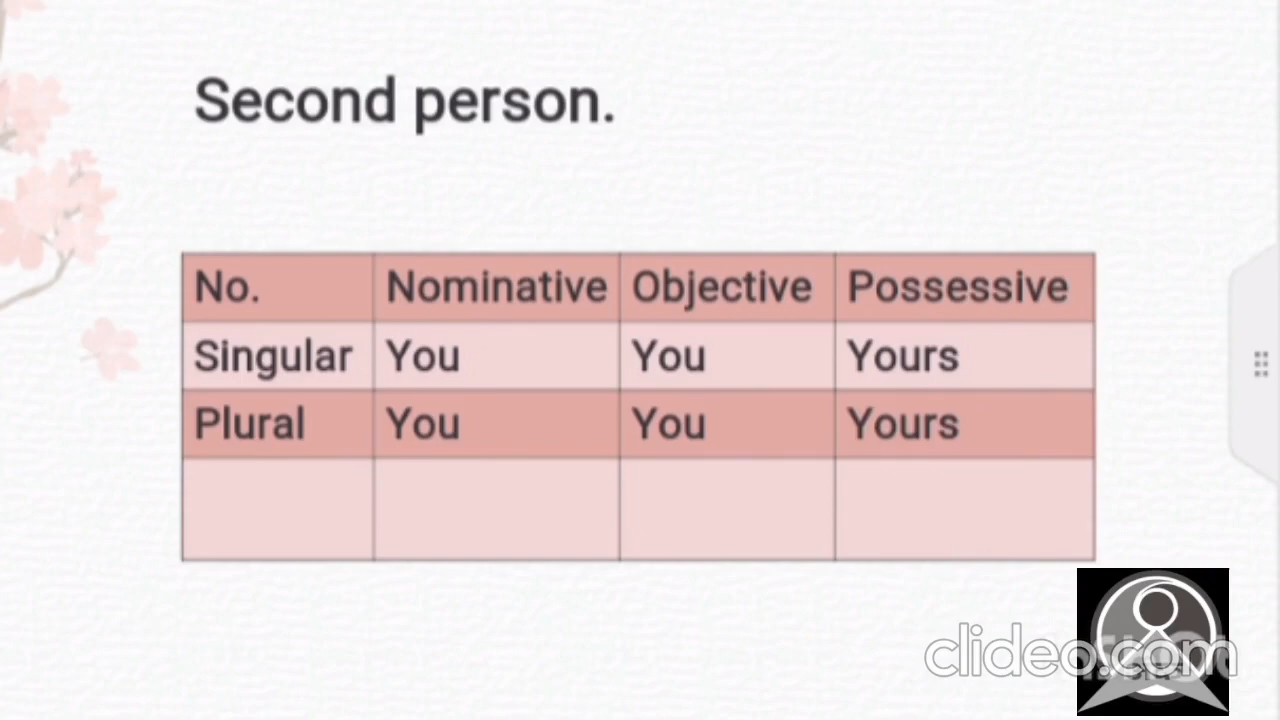 Second person.
No. Nominative Objective Possessive
Singular You You Yours
Plural You You Yours
clideo.com